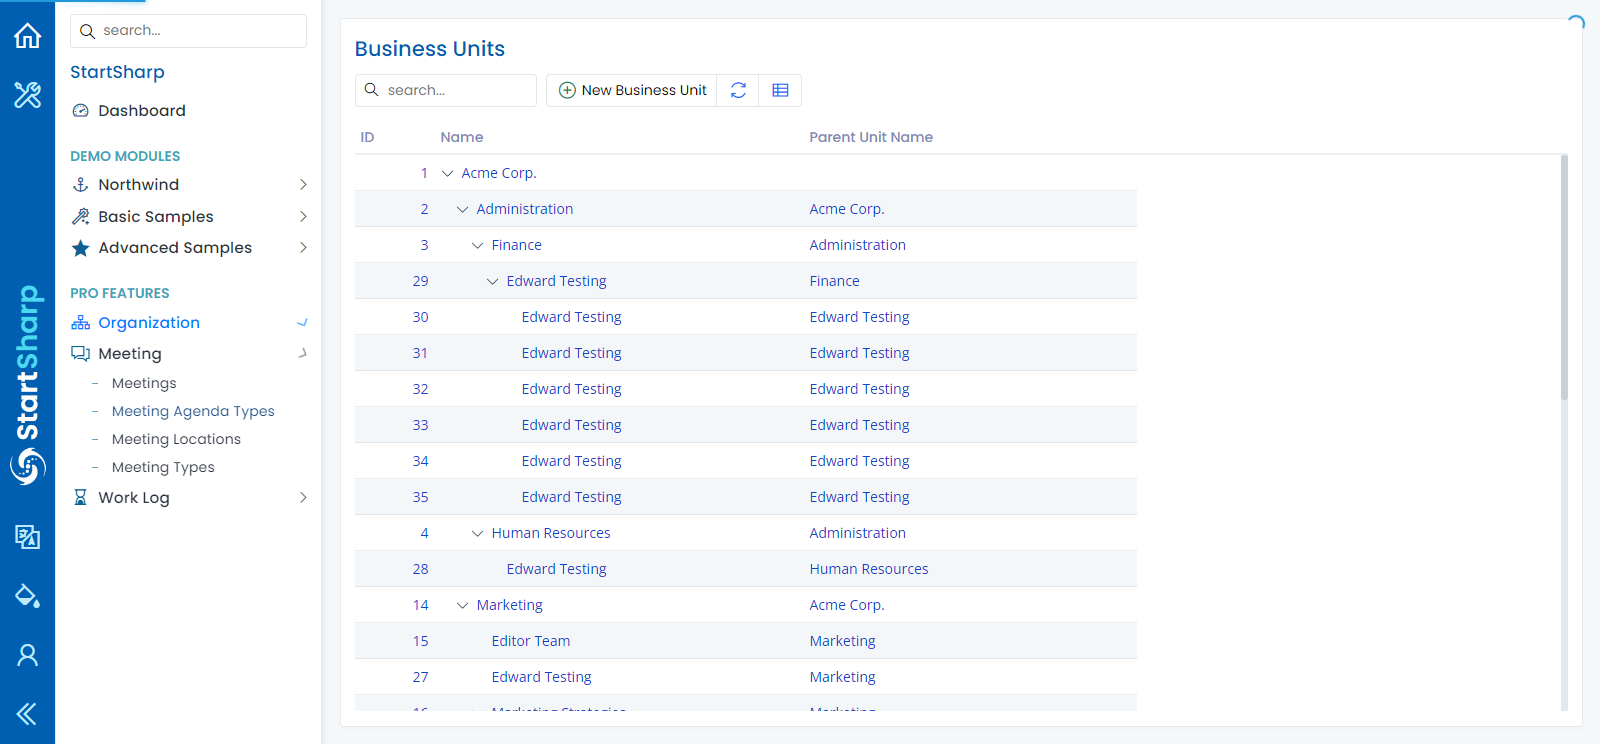 search...
StartSharp
Dashboard
DEMO MODULES
Northwind
Basic Samples
Advanced Samples
PRO FEATURES
Organization
Meeting
Meetings
Meeting Agenda Types
Meeting Locations
Meeting Types
Work Log
StartSharp
Business Units
search...
New Business Unit
ID Name Parent Unit Name
1 Acme Corp.
2 Administration Acme Corp.
3 Finance Administration
29 Edward Testing Finance
30 Edward Testing Edward Testing
31 Edward Testing Edward Testing
32 Edward Testing Edward Testing
33 Edward Testing Edward Testing
34 Edward Testing Edward Testing
35 Edward Testing Edward Testing
4 Human Resources Administration
28 Edward Testing Human Resources
14 Marketing Acme Corp.
15 Editor Team Marketing
27 Edward Testing Marketing
16 Marketing Strategies Marketing